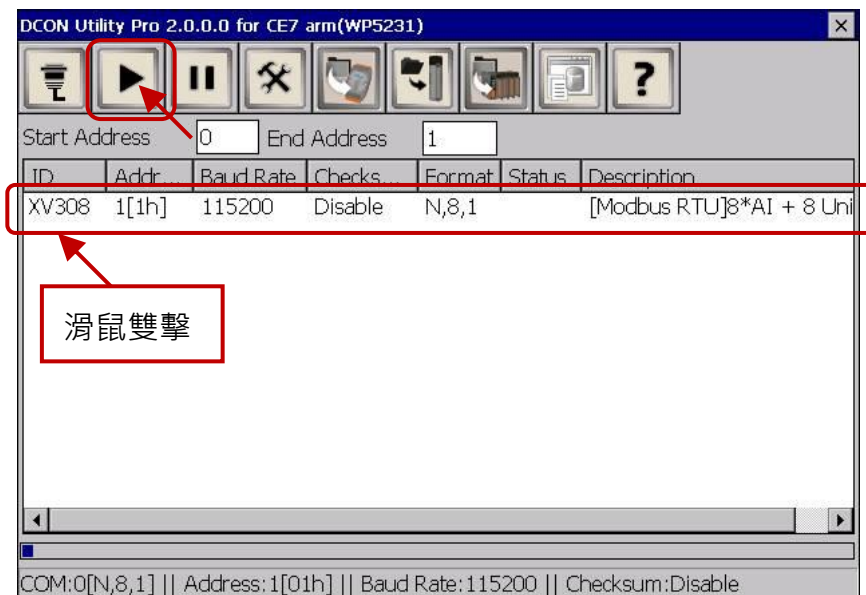 DCON Utility Pro 2.0.0.0 for CE7 arm(WP5231)
Start Address 0 End Address 1
ID Addr... Baud Rate Checks... Format Status Description
XV308 1[1h] 115200 Disable N,8,1 [Modbus RTU]8*AI + 8 Uni
滑鼠雙擊
COM:0[N,8,1] || Address:1[01h] || Baud Rate:115200 || Checksum:Disable